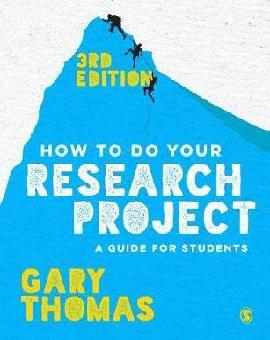 3RD
EDITION
HOW TO DO YOUR
RESEARCH
PROJECT
A GUIDE FOR STUDENTS
GARY
THOMAS
S